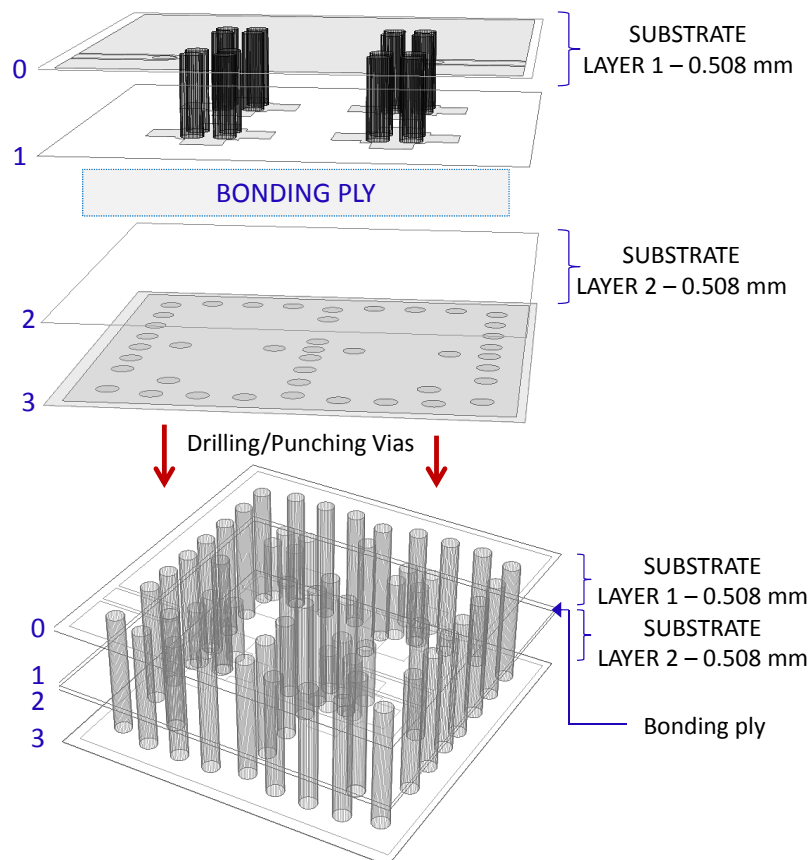 SUBSTRATE
LAYER 1 – 0.508 mm
0
1
BONDING PLY
SUBSTRATE
LAYER 2 – 0.508 mm
2
3
Drilling/Punching Vias
SUBSTRATE
LAYER 1 – 0.508 mm
0
SUBSTRATE
LAYER 2 – 0.508 mm
1
2
3
Bonding ply